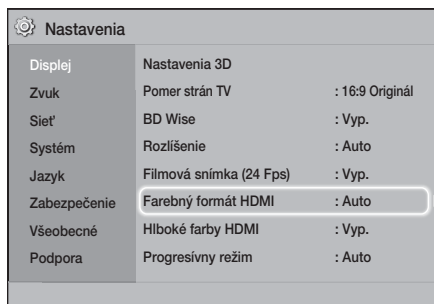 Nastavenia
Displej
Zvuk
Sieť
Systém
Jazyk
Zabezpečenie
Všeobecné
Podpora
Nastavenia 3D
Pomer strán TV : 16:9 Originál
BD Wise : Vyp.
Rozlíšenie : Auto
Filmová snímka (24 Fps) : Vyp.
Farebný formát HDMI : Auto
Hlboké farby HDMI : Vyp.
Progresívny režim : Auto